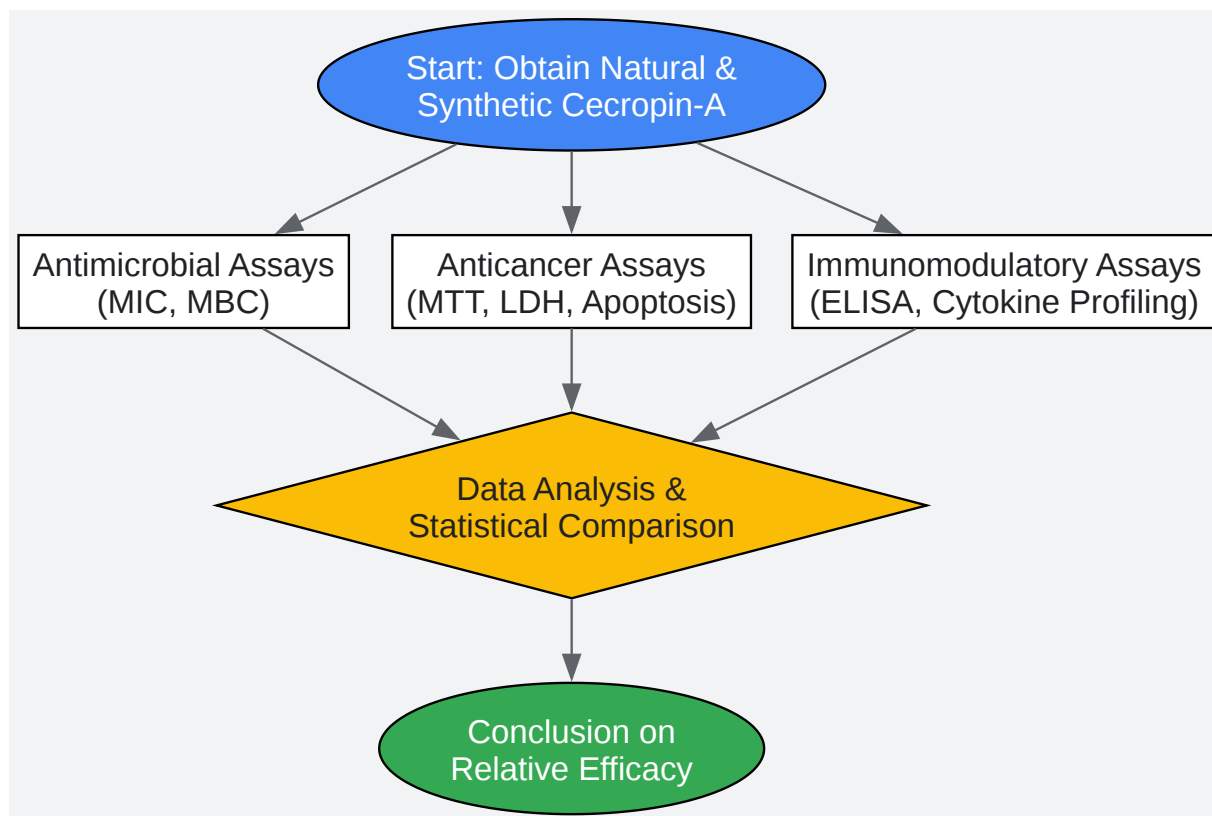 Start: Obtain Natural &
Synthetic Cecropin-A
Antimicrobial Assays
(MIC, MBC)
Anticancer Assays
(MTT, LDH, Apoptosis)
Immunomodulatory Assays
(ELISA, Cytokine Profiling)
Data Analysis &
Statistical Comparison
Conclusion on
Relative Efficacy